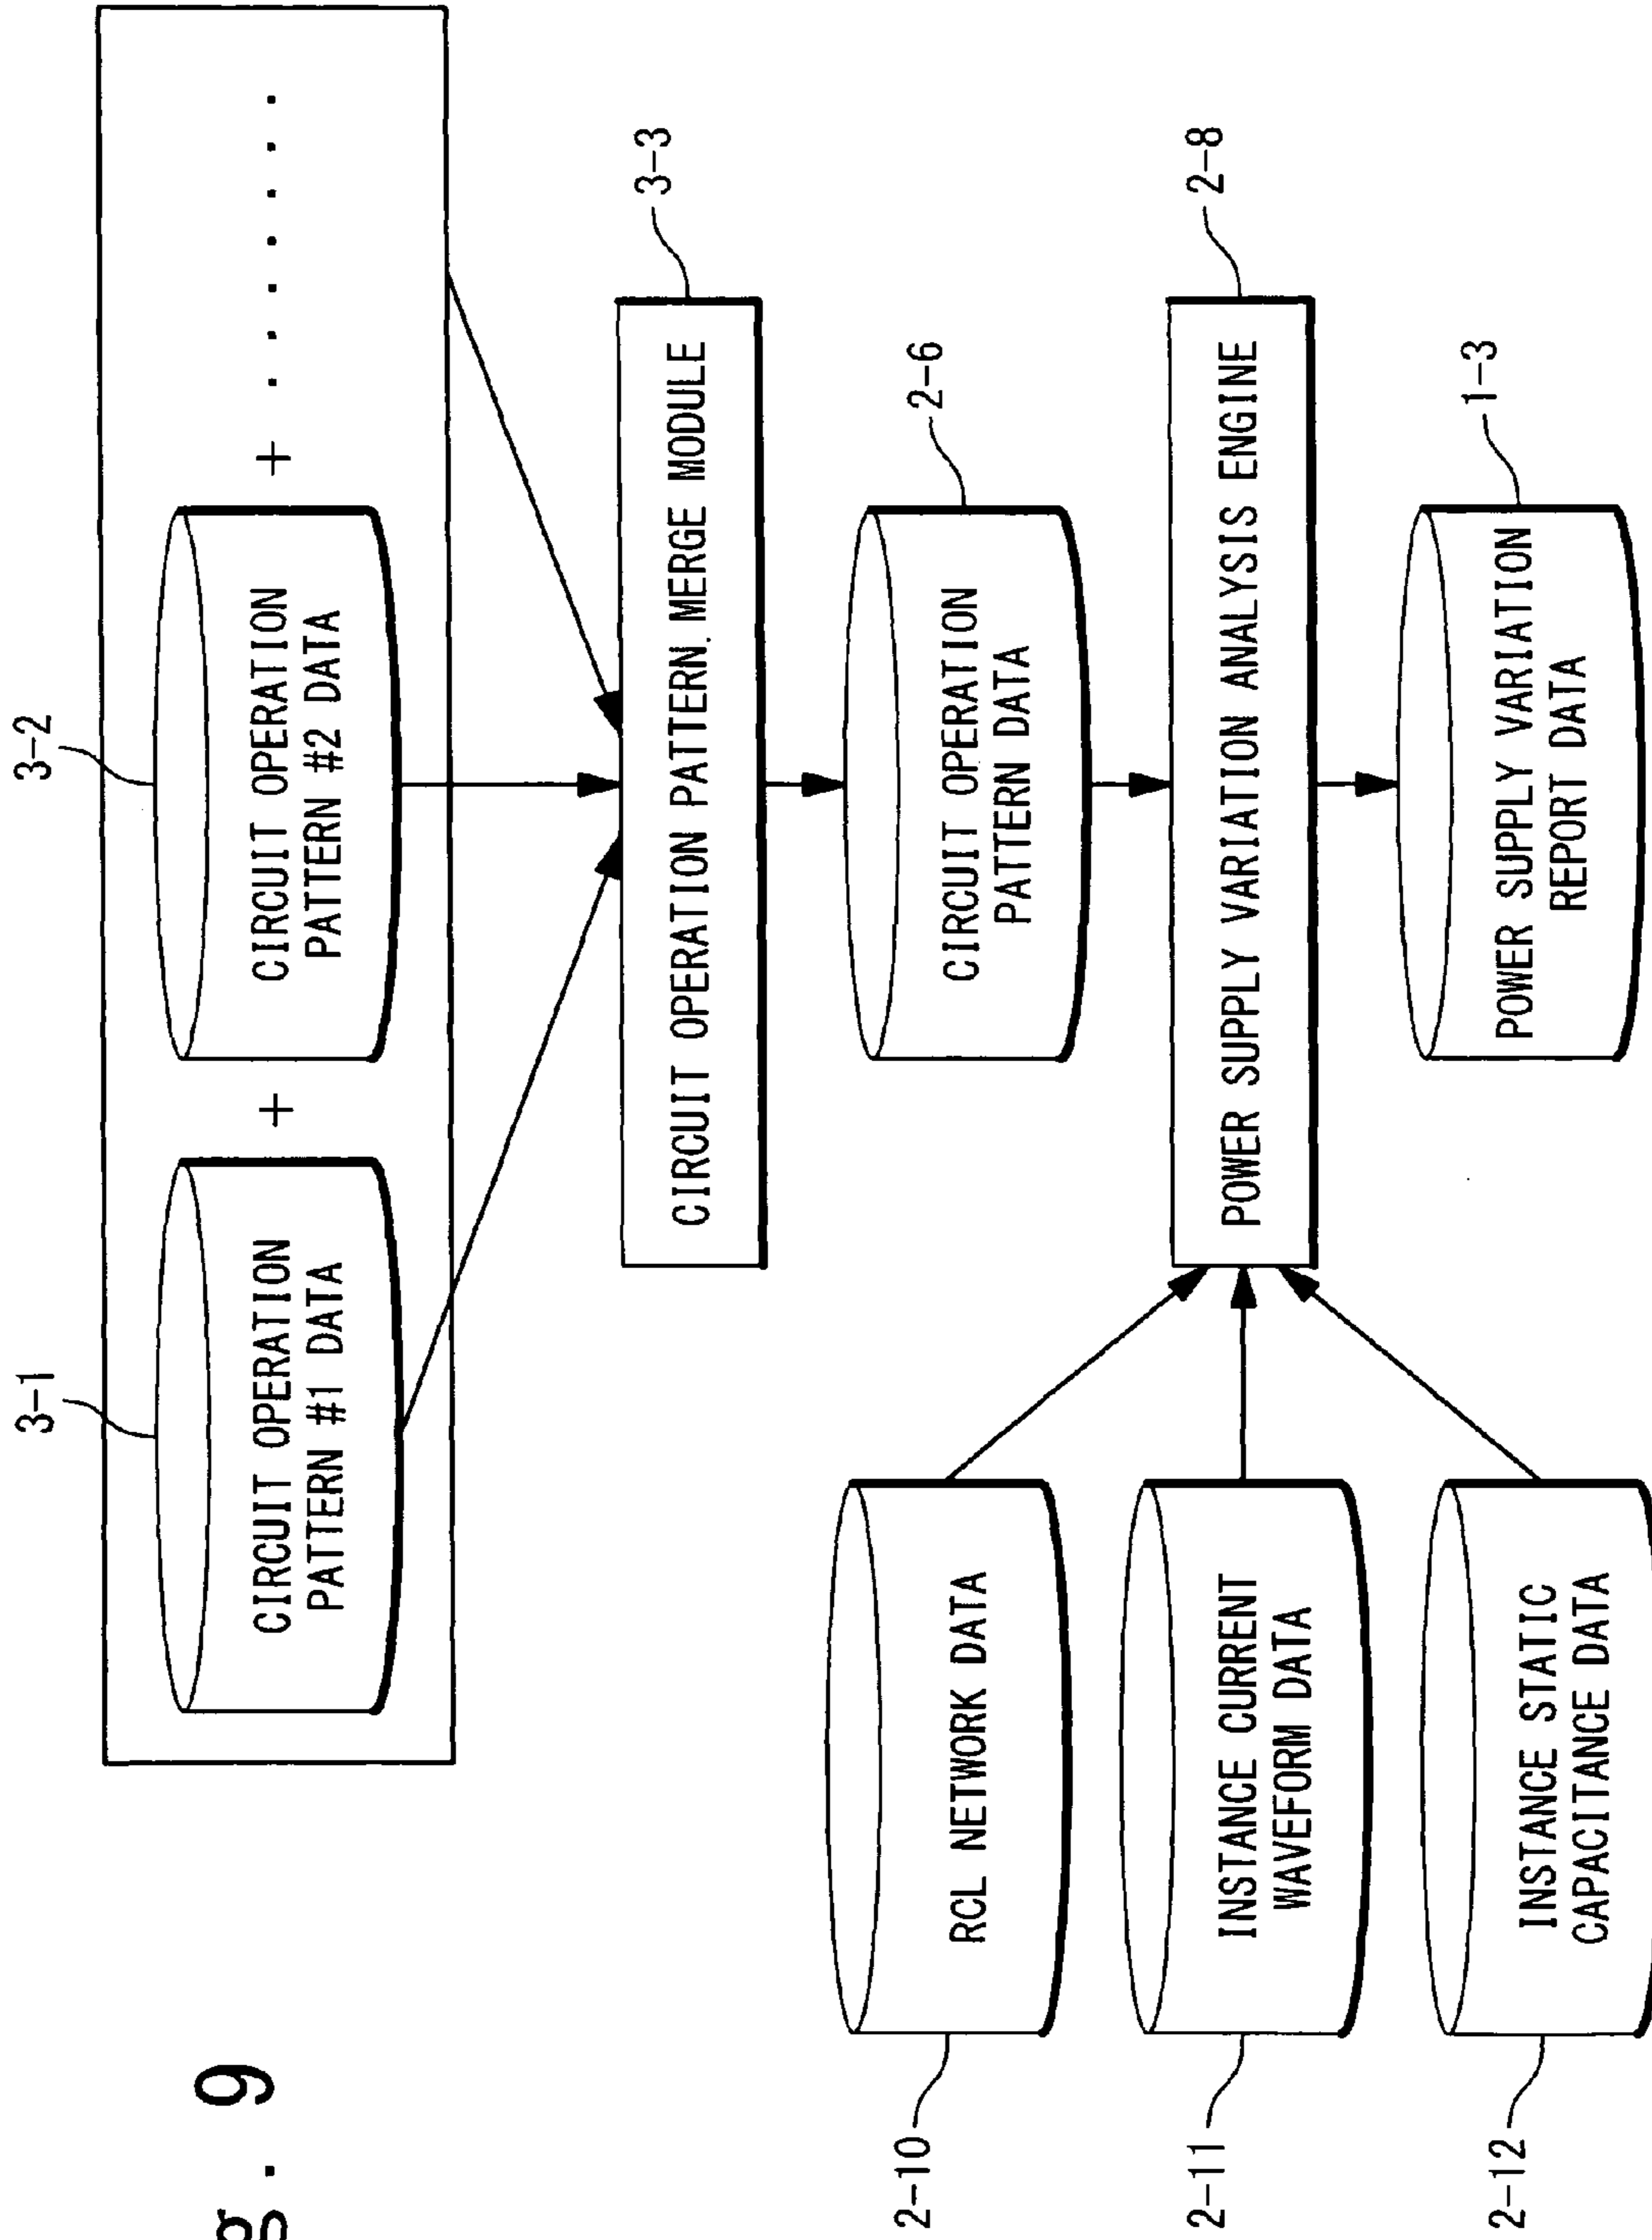 g. 9
3-1
3-2
CIRCUIT OPERATION
PATTERN #1 DATA
+
CIRCUIT OPERATION
PATTERN #2 DATA
+ . . . . . . .
CIRCUIT OPERATION PATTERN MERGE MODULE
3-3
CIRCUIT OPERATION
PATTERN DATA
2-6
2-10
RCL NETWORK DATA
2-11
INSTANCE CURRENT
WAVEFORM DATA
2-12
INSTANCE STATIC
CAPACITANCE DATA
POWER SUPPLY VARIATION ANALYSIS ENGINE
2-8
POWER SUPPLY VARIATION
REPORT DATA
1-3